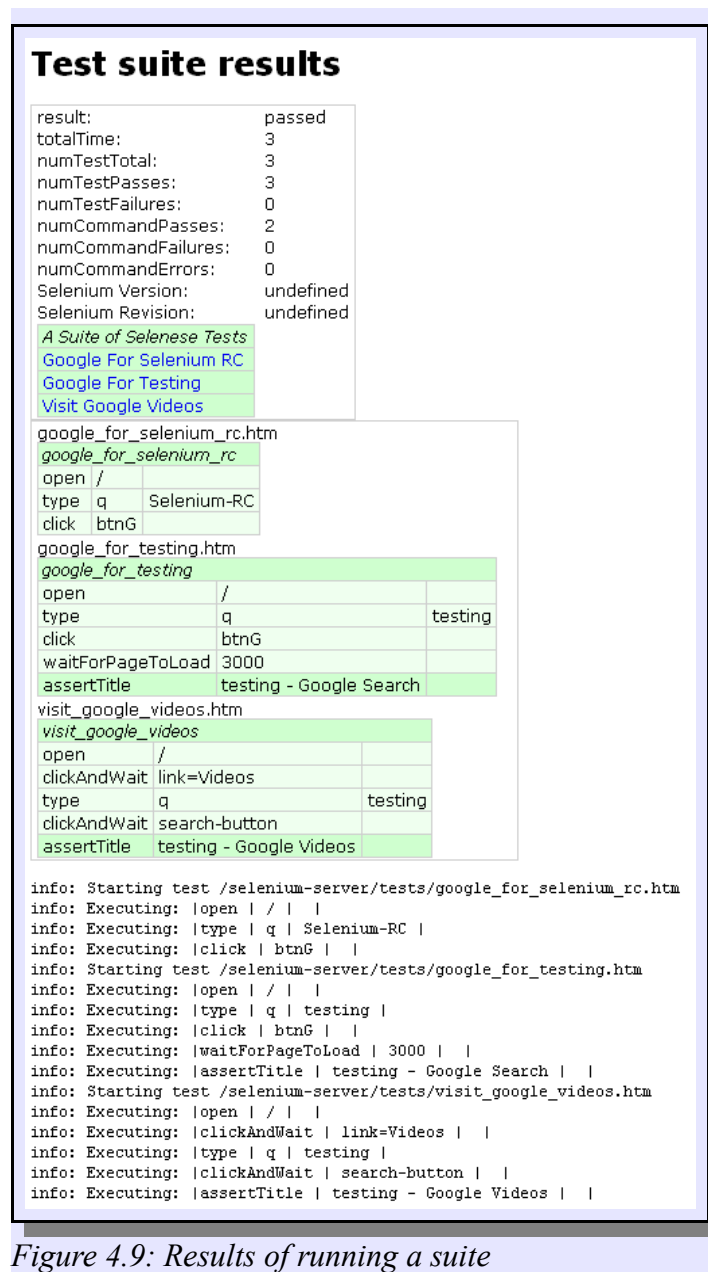 Test suite results
result: passed
totalTime: 3
numTestTotal: 3
numTestPasses: 3
numTestFailures: 0
numCommandPasses: 2
numCommandFailures: 0
numCommandErrors: 0
Selenium Version: undefined
Selenium Revision: undefined
A Suite of Selenese Tests
Google For Selenium RC
Google For Testing
Visit Google Videos
google_for_selenium_rc.htm
google_for_selenium_rc
open /
type q Selenium-RC
click btnG
google_for_testing.htm
google_for_testing
open /
type q testing
click btnG
waitForPageToLoad 3000
assertTitle testing - Google Search
visit_google_videos.htm
visit_google_videos
open /
clickAndWait link=Videos
type q testing
clickAndWait search-button
assertTitle testing - Google Videos
info: Starting test /selenium-server/tests/google_for_selenium_rc.htm
info: Executing: |open | / | |
info: Executing: |type | q | Selenium-RC |
info: Executing: |click | btnG | |
info: Starting test /selenium-server/tests/google_for_testing.htm
info: Executing: |open | / | |
info: Executing: |type | q | testing |
info: Executing: |click | btnG | |
info: Executing: |waitForPageToLoad | 3000 | |
info: Executing: |assertTitle | testing - Google Search | |
info: Starting test /selenium-server/tests/visit_google_videos.htm
info: Executing: |open | / | |
info: Executing: |clickAndWait | link=Videos | |
info: Executing: |type | q | testing |
info: Executing: |clickAndWait | search-button | |
info: Executing: |assertTitle | testing - Google Videos | |
Figure 4.9: Results of running a suite